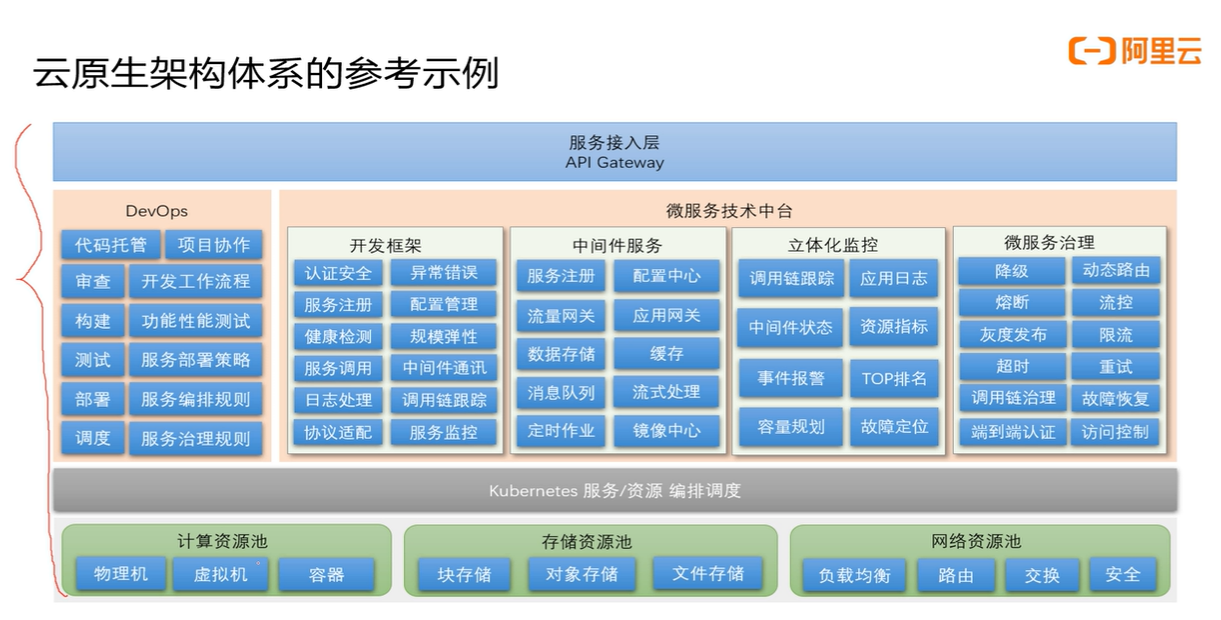 云原生架构体系的参考示例
阿里云
服务接入层
API Gateway
DevOps
代码托管 项目协作
审查 开发工作流程
构建 功能性能测试
测试 服务部署策略
部署 服务编排规则
调度 服务治理规则
微服务技术中台
开发框架
认证安全 异常错误
服务注册 配置管理
健康检测 规模弹性
服务调用 中间件通讯
日志处理 调用链跟踪
协议适配 服务监控
中间件服务
服务注册 配置中心
流量网关 应用网关
数据存储 缓存
消息队列 流式处理
定时作业 镜像中心
立体化监控
调用链跟踪 应用日志
中间件状态 资源指标
事件报警 TOP排名
容量规划 故障定位
微服务治理
降级 动态路由
熔断 流控
灰度发布 限流
超时 重试
调用链治理 故障恢复
端到端认证 访问控制
Kubernetes 服务/资源 编排调度
计算资源池
物理机 虚拟机 容器
存储资源池
块存储 对象存储 文件存储
网络资源池
负载均衡 路由 交换 安全